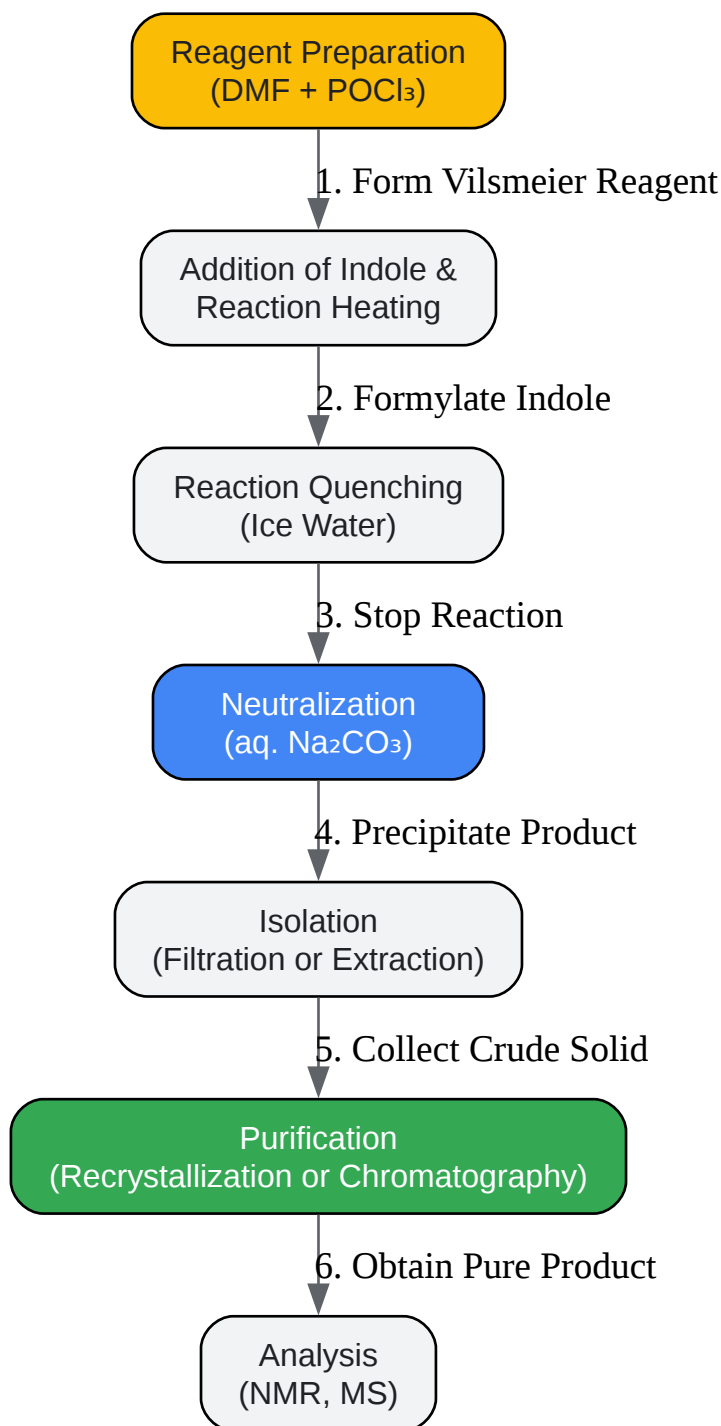 Reagent Preparation
(DMF + POCl₃)
1. Form Vilsmeier Reagent
Addition of Indole &
Reaction Heating
2. Formylate Indole
Reaction Quenching
(Ice Water)
3. Stop Reaction
Neutralization
(aq. Na₂CO₃)
4. Precipitate Product
Isolation
(Filtration or Extraction)
5. Collect Crude Solid
Purification
(Recrystallization or Chromatography)
6. Obtain Pure Product
Analysis
(NMR, MS)